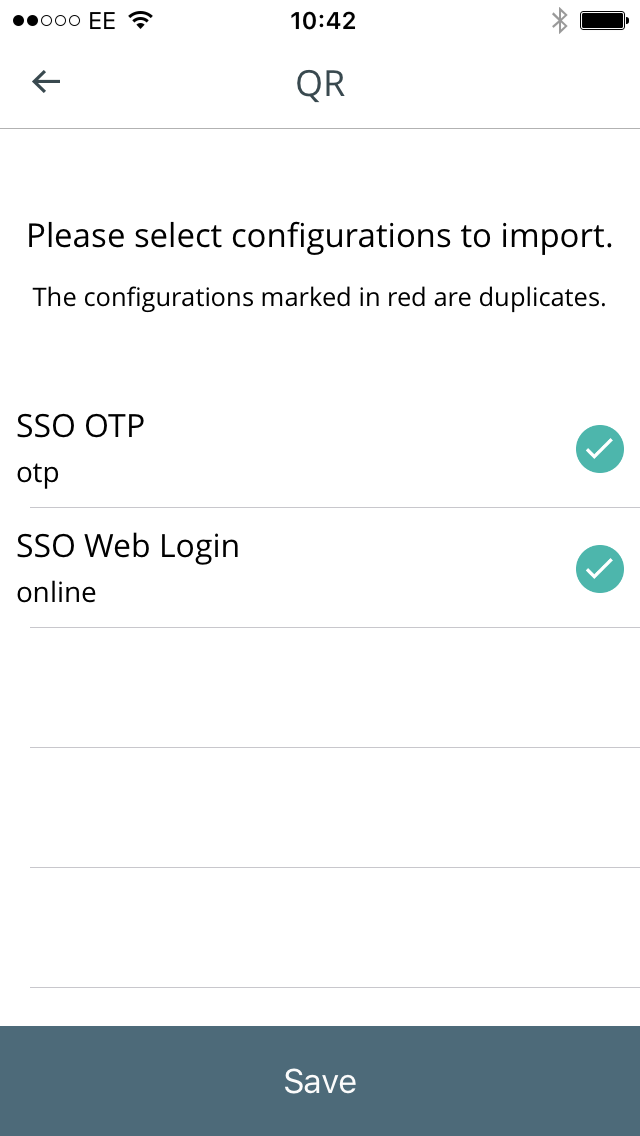 EE 10:42
QR
Please select configurations to import.
The configurations marked in red are duplicates.
SSO OTP
otp
SSO Web Login
online
Save